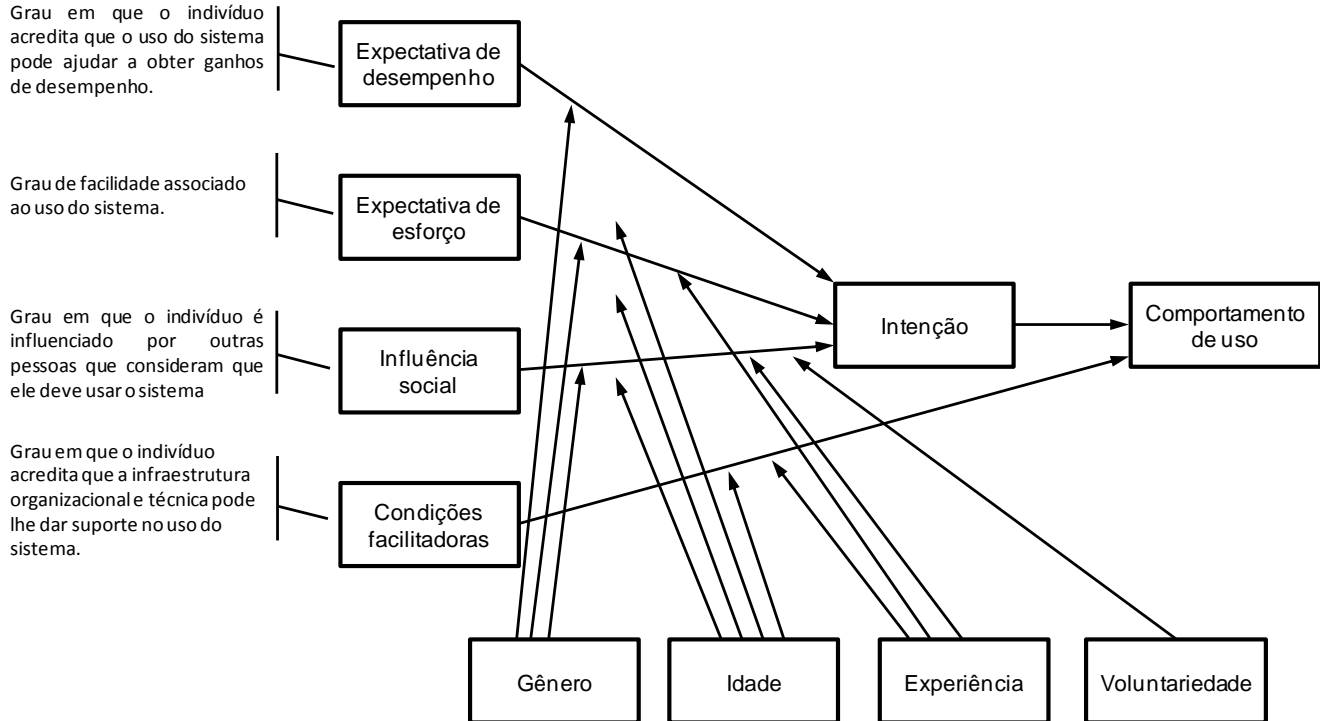 Grau em que o indivíduo
acredita que o uso do sistema
pode ajudar a obter ganhos
de desempenho.
Expectativa de
desempenho
Grau de facilidade associado
ao uso do sistema.
Expectativa de
esforço
Grau em que o indivíduo é
influenciado por outras
pessoas que consideram que
ele deve usar o sistema
Influência
social
Intenção
Comportamento
de uso
Grau em que o indivíduo
acredita que a infraestrutura
organizacional e técnica pode
lhe dar suporte no uso do
sistema.
Condições
facilitadoras
Gênero
Idade
Experiência
Voluntariedade